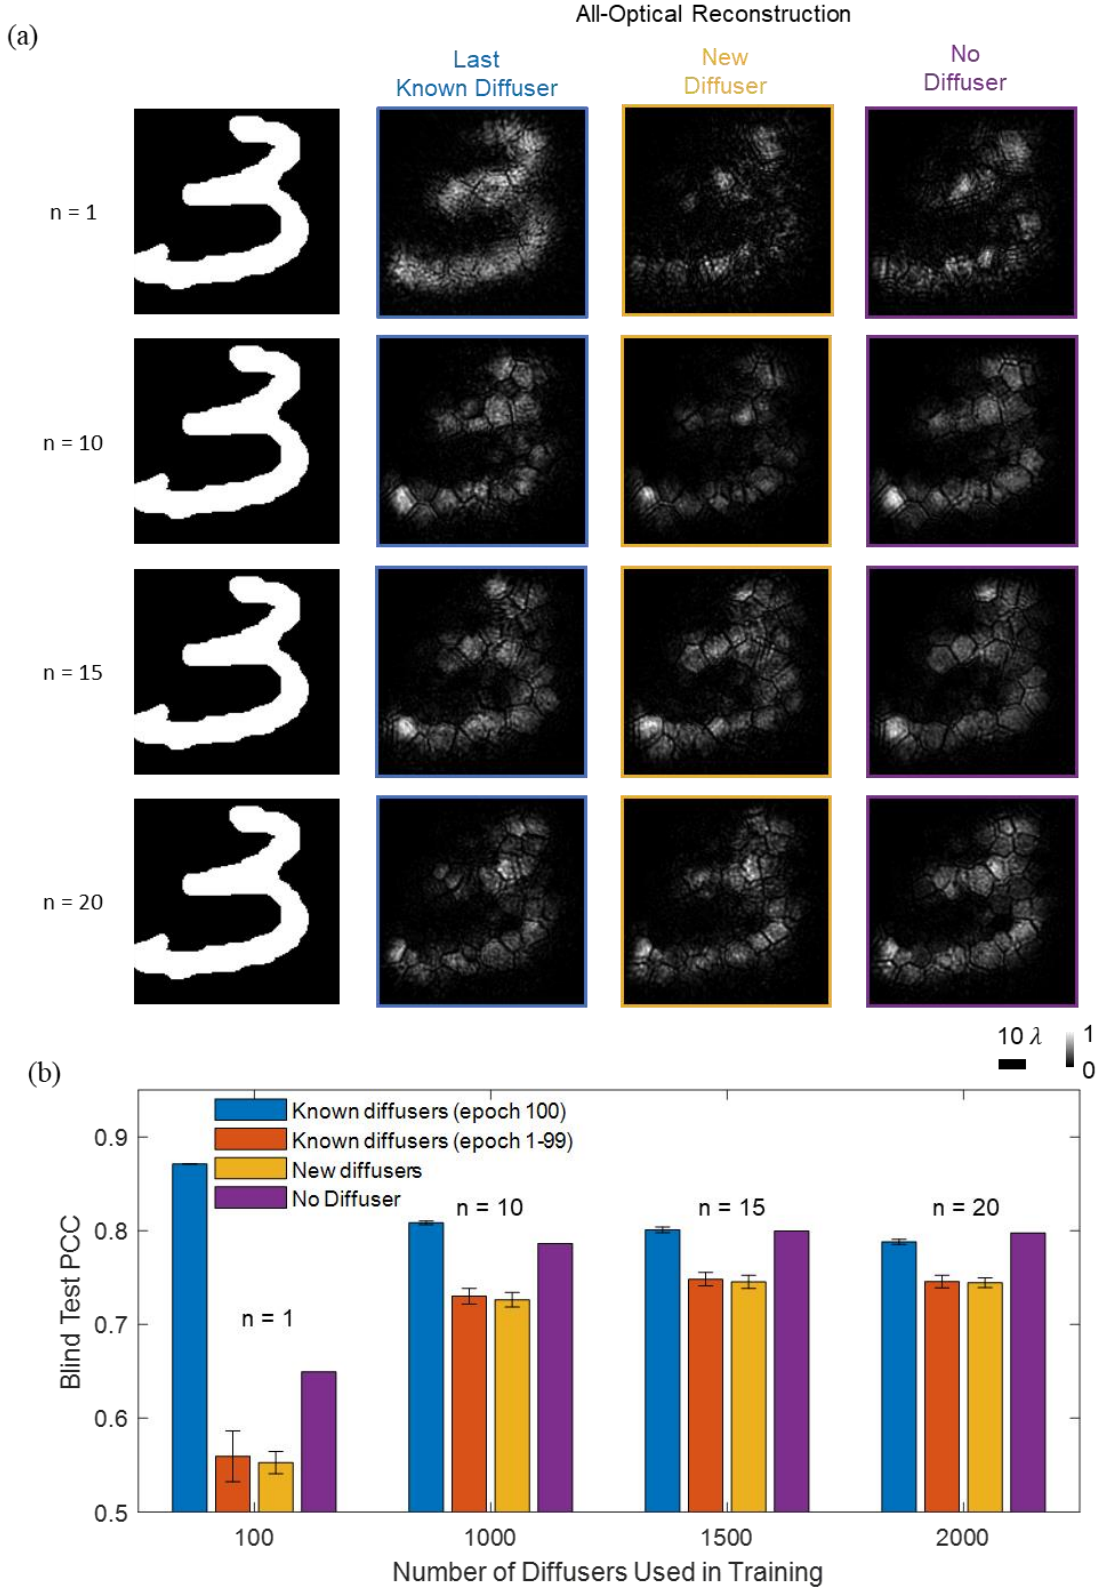 All-Optical Reconstruction
(a)
Last
Known Diffuser
New
Diffuser
No
Diffuser
n = 1
n = 10
n = 15
n = 20
10 λ
1
0
(b)
Known diffusers (epoch 100)
Known diffusers (epoch 1-99)
New diffusers
No Diffuser
n = 1
n = 10
n = 15
n = 20
Blind Test PCC
0.9
0.8
0.7
0.6
0.5
100
1000
1500
2000
Number of Diffusers Used in Training